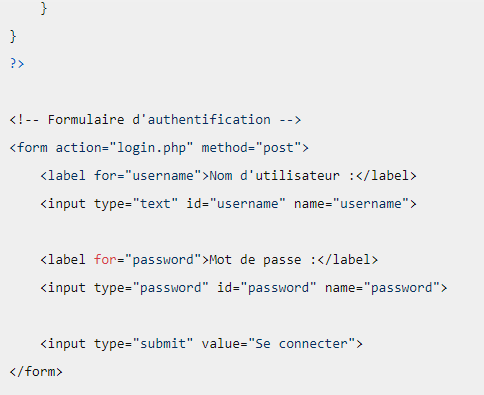 }
}
?>
<!-- Formulaire d'authentification -->
<form action="login.php" method="post">
<label for="username">Nom d'utilisateur :</label>
<input type="text" id="username" name="username">
<label for="password">Mot de passe :</label>
<input type="password" id="password" name="password">
<input type="submit" value="Se connecter">
</form>